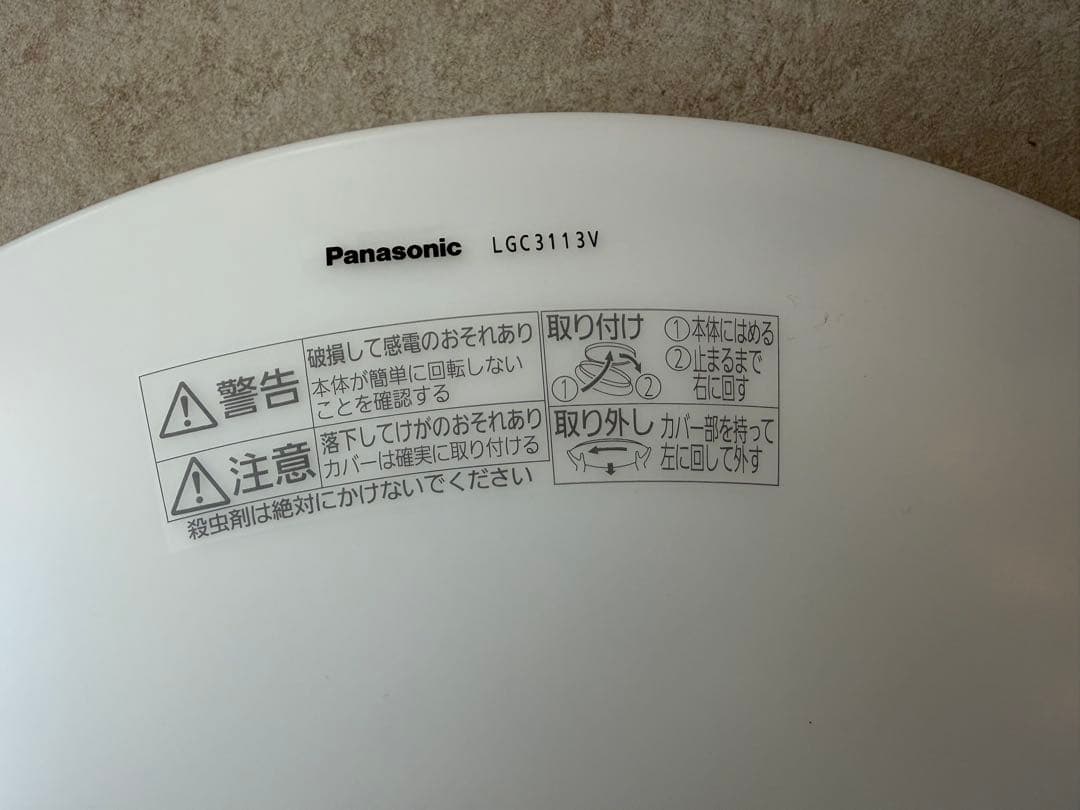 Panasonic LGC3113V
警告
破損して感電のおそれあり
本体が簡単に回転しない
ことを確認する
注意
落下してけがのおそれあり
カバーは確実に取り付ける
殺虫剤は絶対にかけないでください
取り付け
①本体にはめる
②止まるまで
右に回す
① ②
取り外し
カバー部を持って
左に回して外す